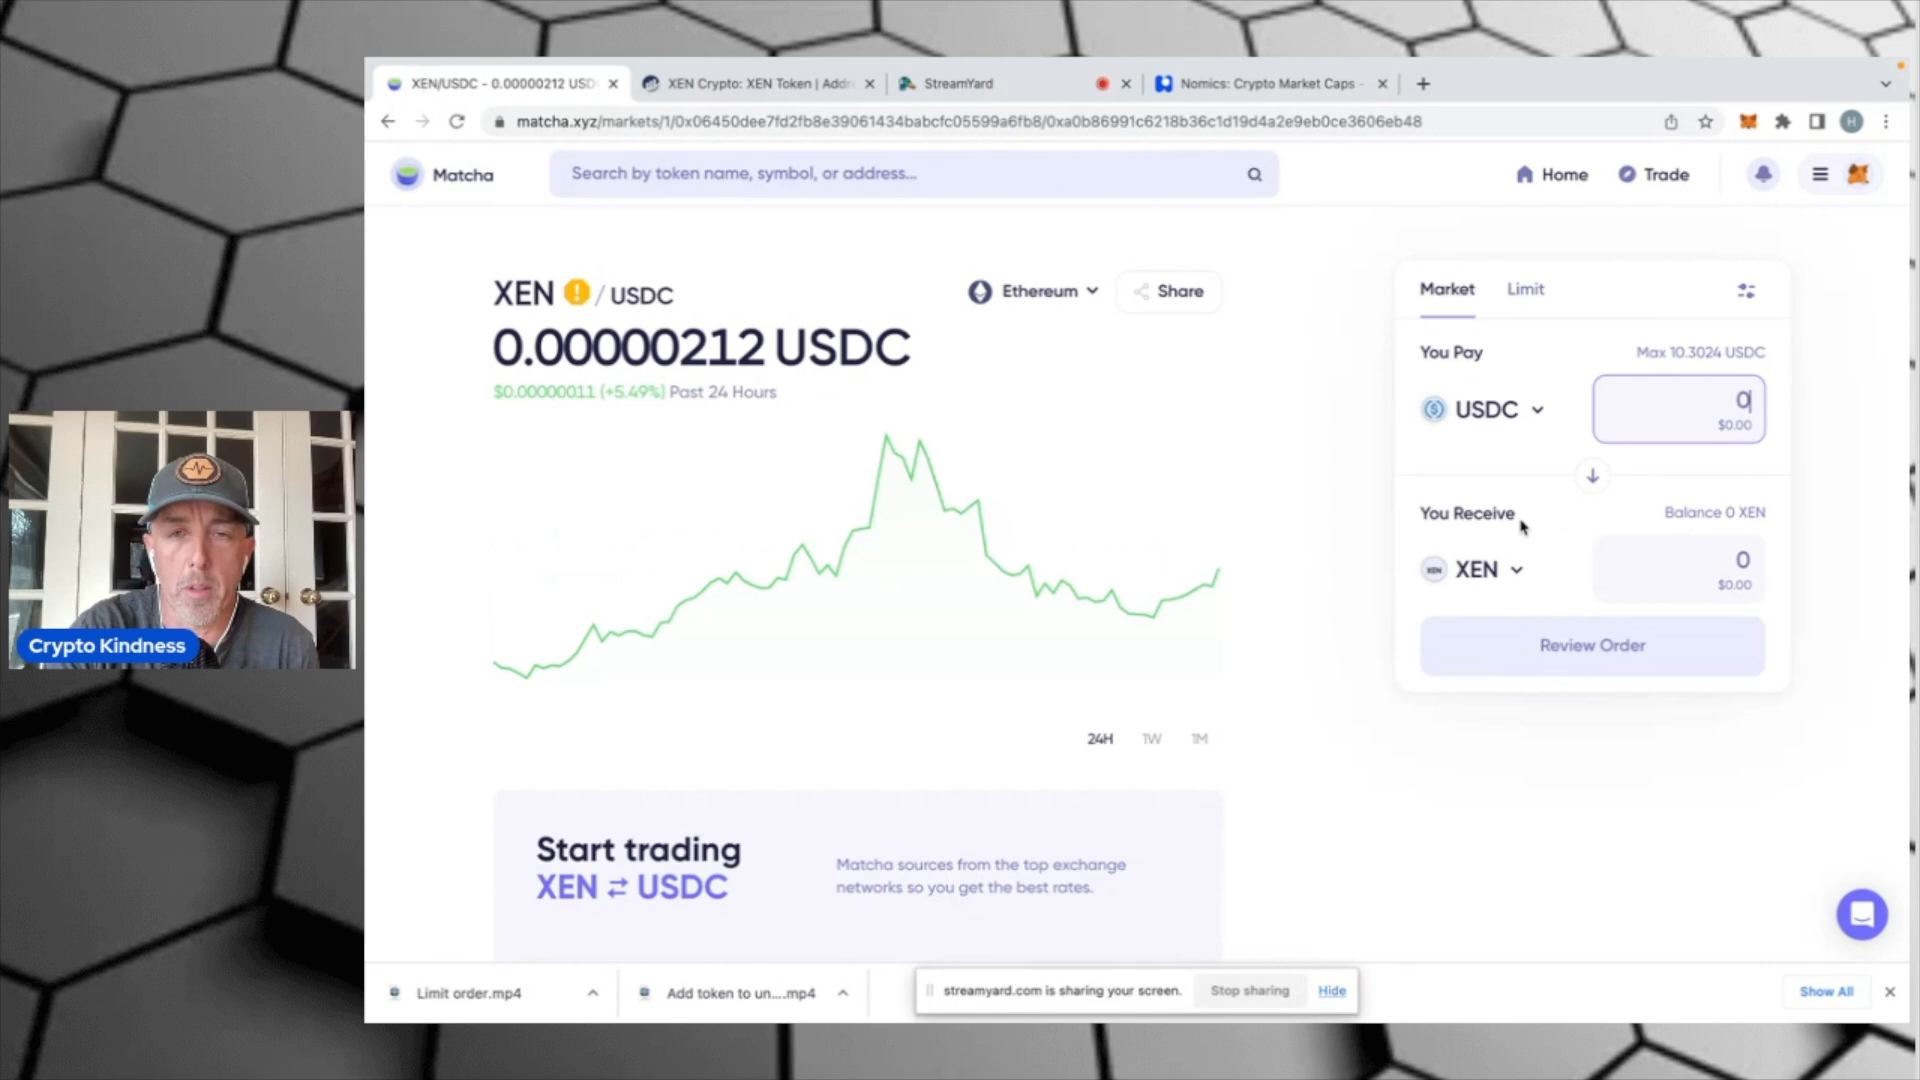 XEN/USDC - 0.00000212 USD
XEN Crypto: XEN Token | Addr
StreamYard
Nomics: Crypto Market Caps -
matcha.xyz/markets/1/0x06450dee7fd2fb8e39061434babcfc05599a6fb8/0xa0b86991c6218b36c1d19d4a2e9eb0ce3606eb48
H
Matcha
Search by token name, symbol, or address...
Home
Trade
XEN ! / USDC
Ethereum
Share
0.00000212 USDC
$0.00000011 (+5.49%) Past 24 Hours
Market
Limit
You Pay
Max 10.3024 USDC
USDC
0
$0.00
You Receive
Balance 0 XEN
XEN
XEN
0
$0.00
Review Order
24H
1W
1M
Crypto Kindness
Start trading
XEN ⇄ USDC
Matcha sources from the top exchange
networks so you get the best rates.
Limit order.mp4
Add token to un....mp4
streamyard.com is sharing your screen.
Stop sharing
Hide
Show All